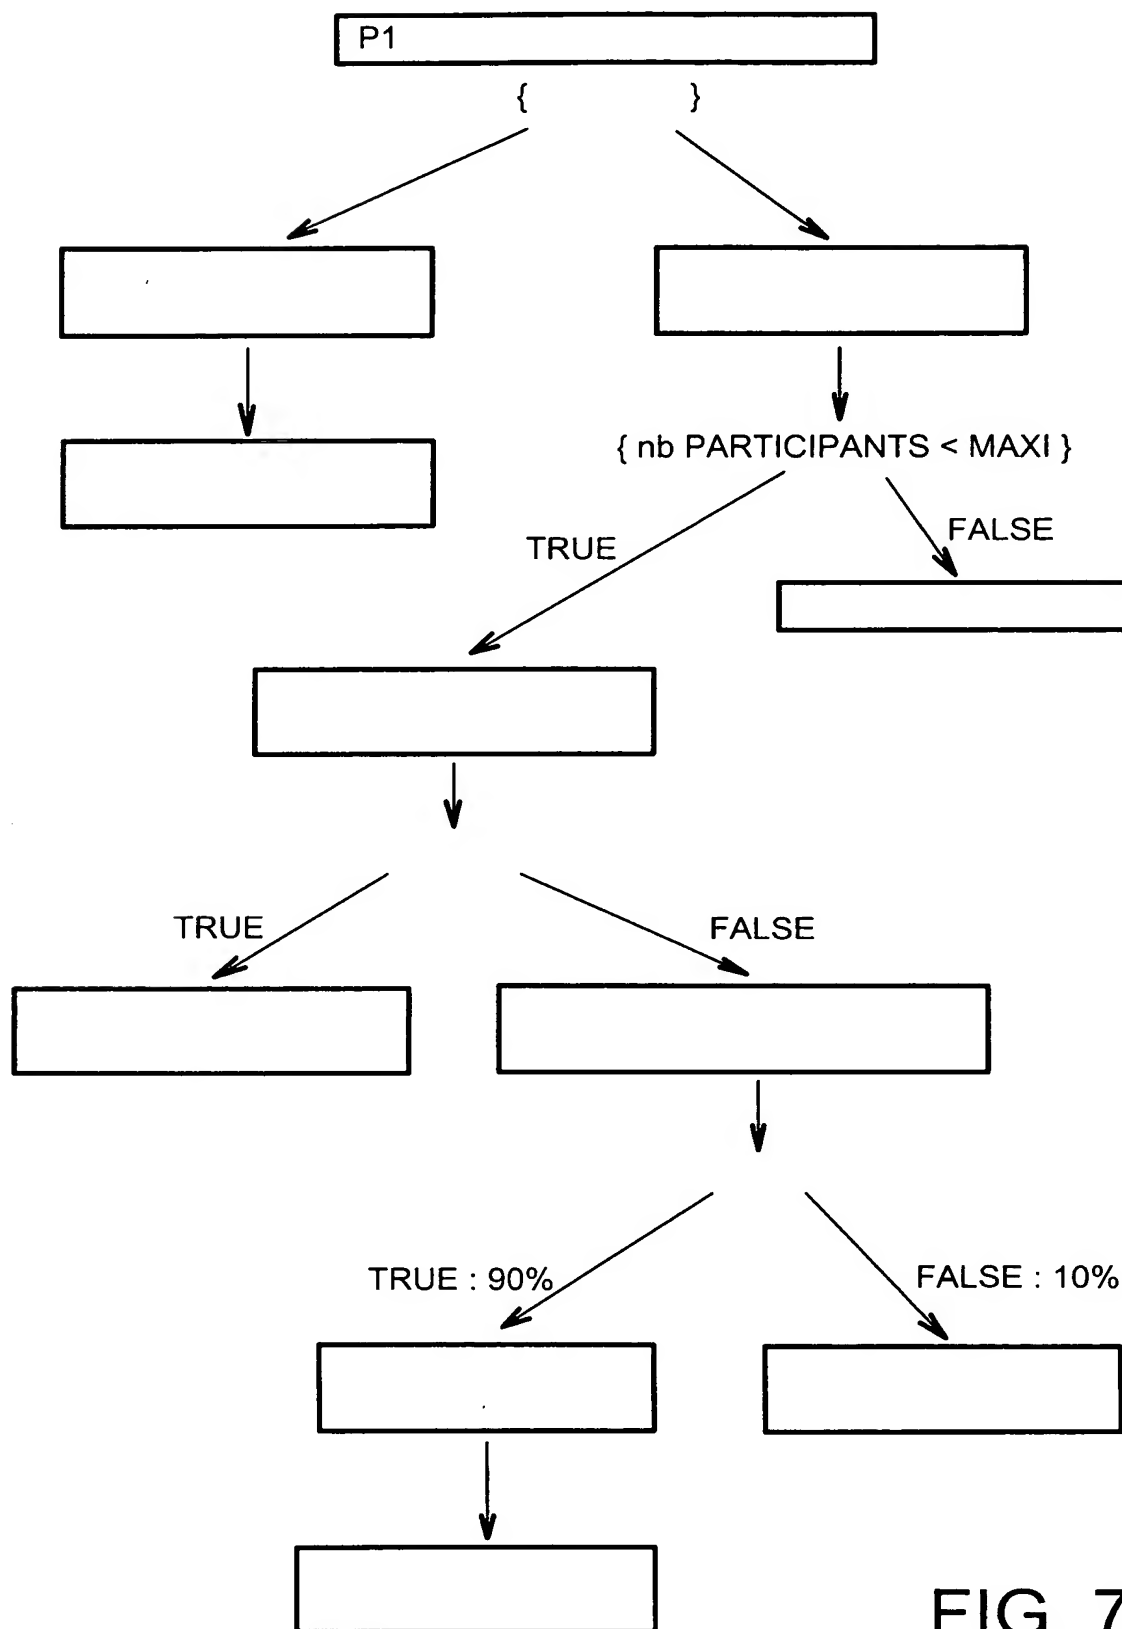 P1
{ }
{ nb PARTICIPANTS < MAXI }
TRUE
FALSE
TRUE
FALSE
TRUE : 90%
FALSE : 10%
FIG. 7